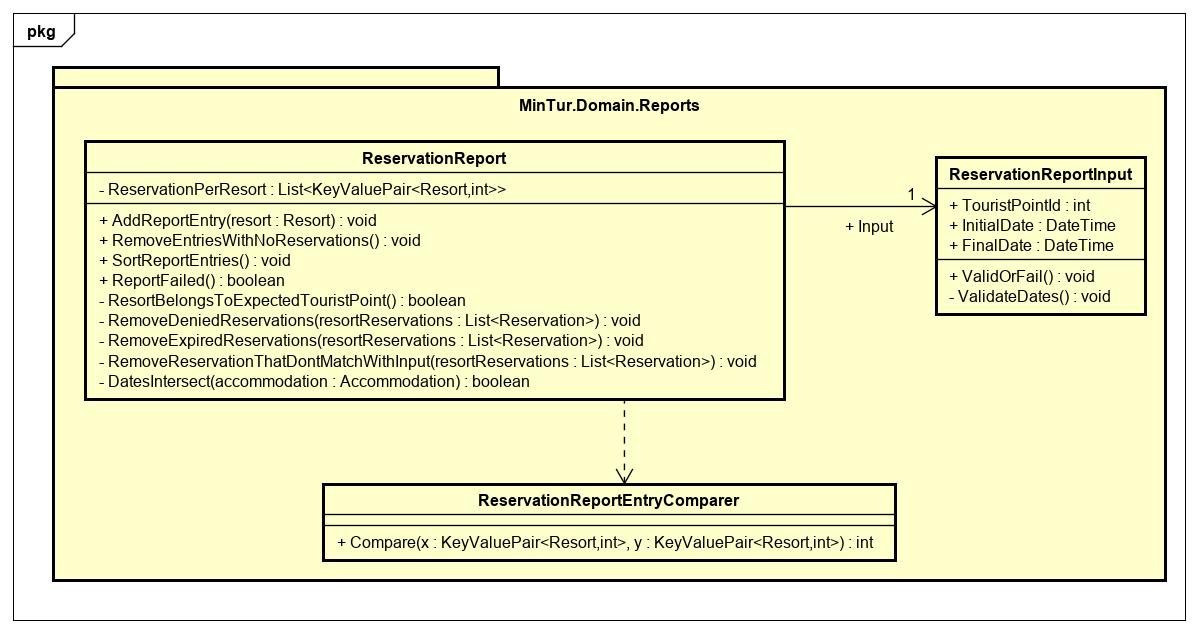 pkg
MinTur.Domain.Reports
ReservationReport
- ReservationPerResort : List<KeyValuePair<Resort,int>>
+ AddReportEntry(resort : Resort) : void
+ RemoveEntriesWithNoReservations() : void
+ SortReportEntries() : void
+ ReportFailed() : boolean
- ResortBelongsToExpectedTouristPoint() : boolean
- RemoveDeniedReservations(resortReservations : List<Reservation>) : void
- RemoveExpiredReservations(resortReservations : List<Reservation>) : void
- RemoveReservationThatDontMatchWithInput(resortReservations : List<Reservation>) : void
- DatesIntersect(accommodation : Accommodation) : boolean
1
+ Input
ReservationReportInput
+ TouristPointId : int
+ InitialDate : DateTime
+ FinalDate : DateTime
+ ValidOrFail() : void
- ValidateDates() : void
ReservationReportEntryComparer
+ Compare(x : KeyValuePair<Resort,int>, y : KeyValuePair<Resort,int>) : int